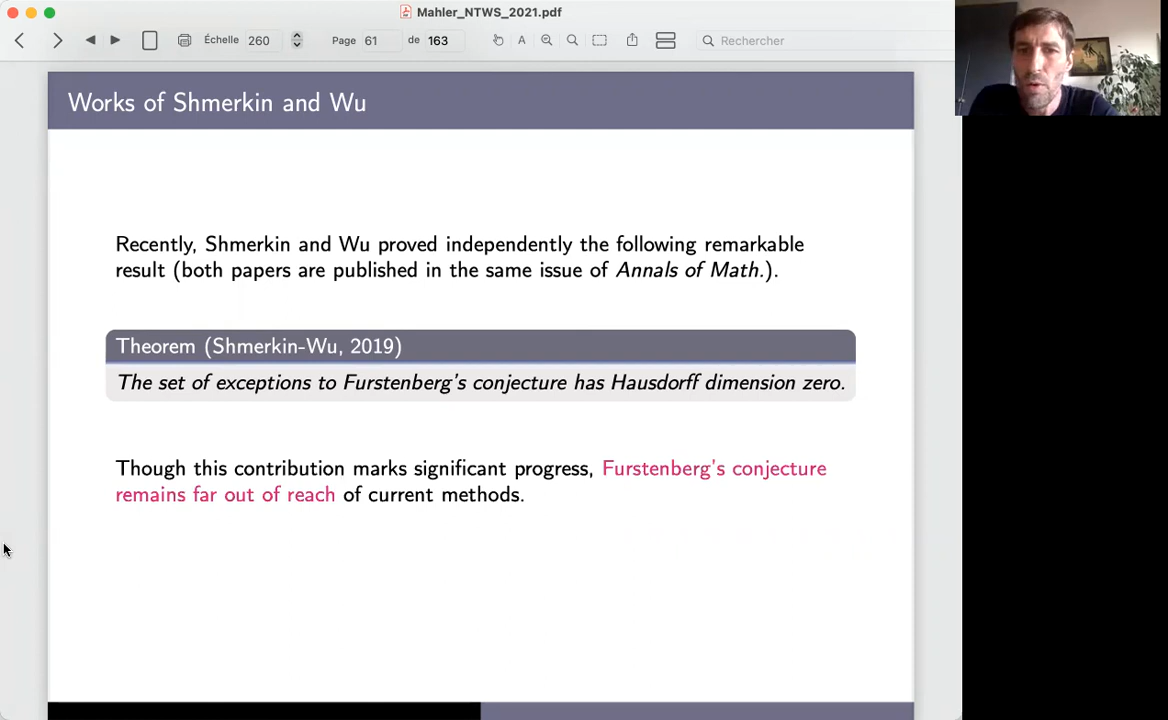 Mahler_NTWS_2021.pdf
Échelle 260
Page 61 de 163
A
Rechercher
Works of Shmerkin and Wu
Recently, Shmerkin and Wu proved independently the following remarkable
result (both papers are published in the same issue of Annals of Math.).
Theorem (Shmerkin-Wu, 2019)
The set of exceptions to Furstenberg's conjecture has Hausdorff dimension zero.
Though this contribution marks significant progress, Furstenberg's conjecture
remains far out of reach of current methods.